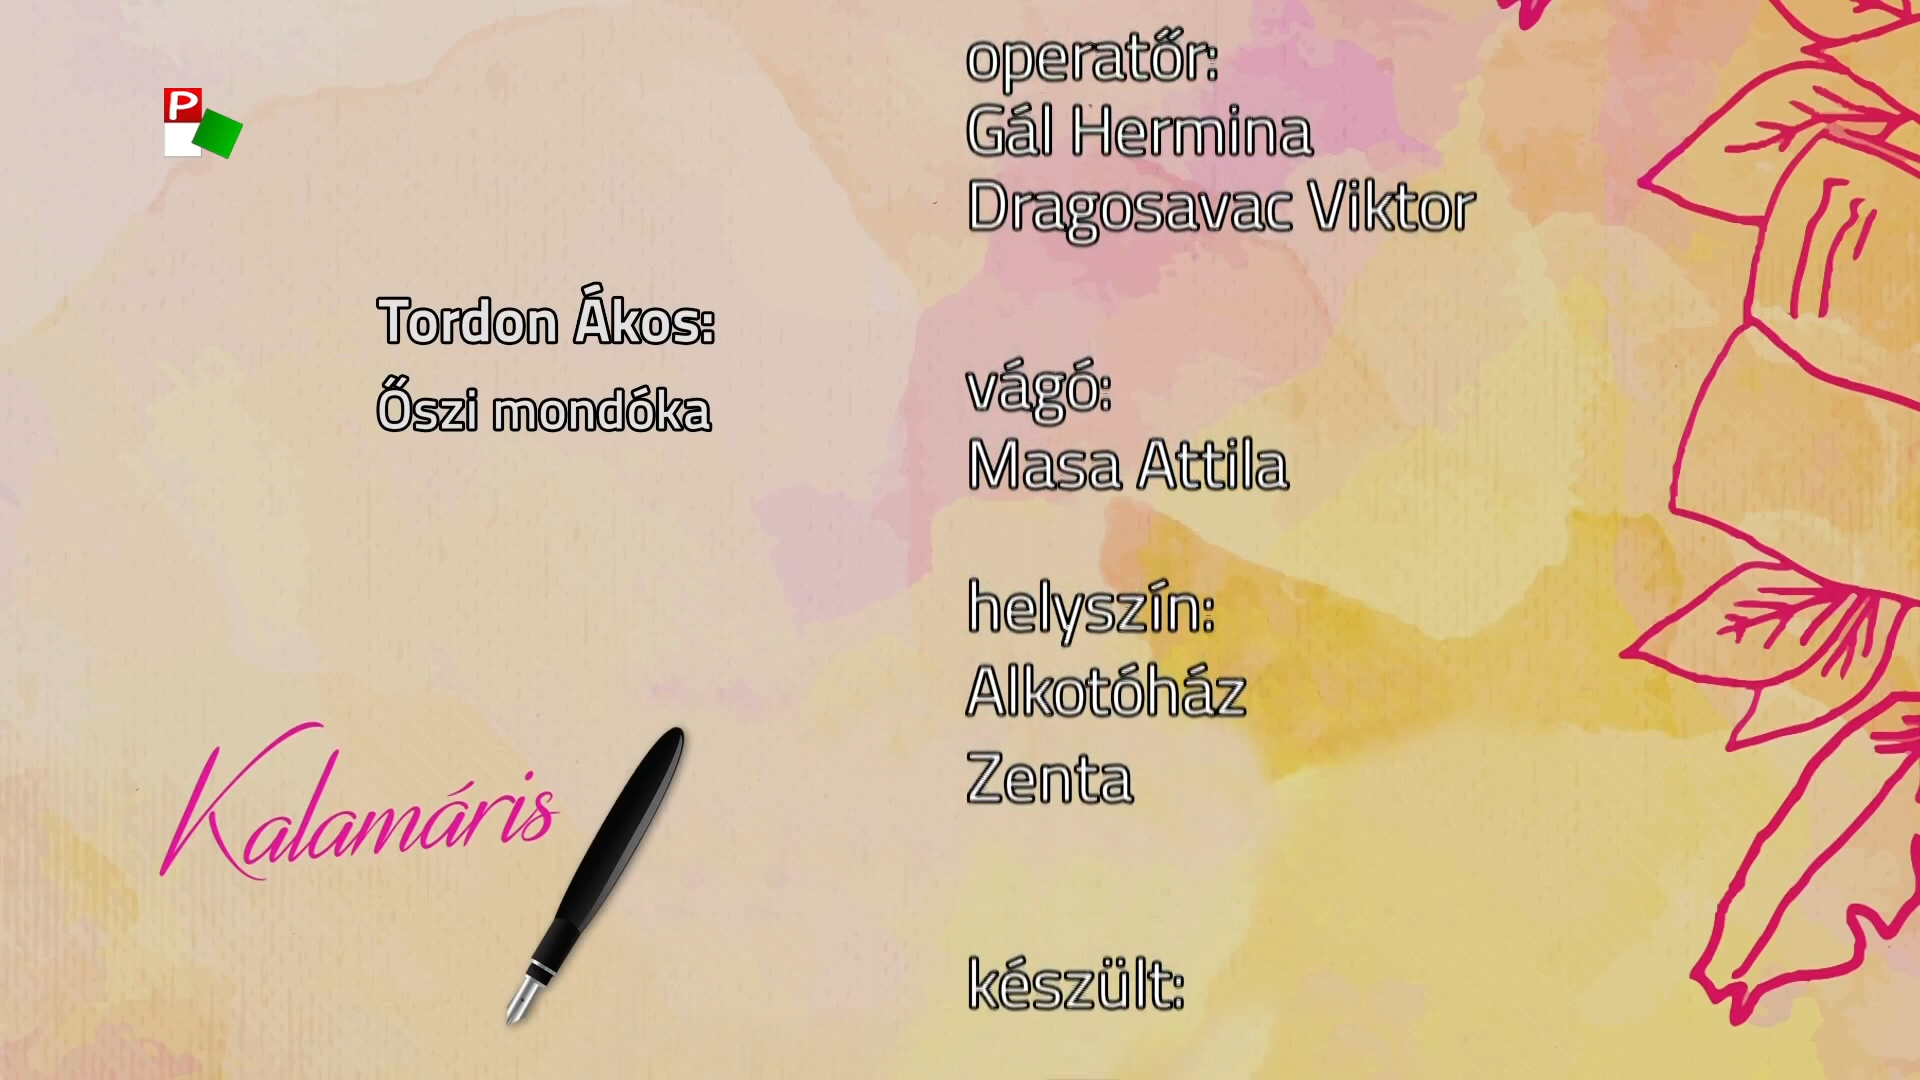 P
Tordon Ákos:
Őszi mondóka
Kalamáris
operatőr:
Gál Hermina
Dragosavac Viktor
vágó:
Masa Attila
helyszín:
Alkotóház
Zenta
készült: